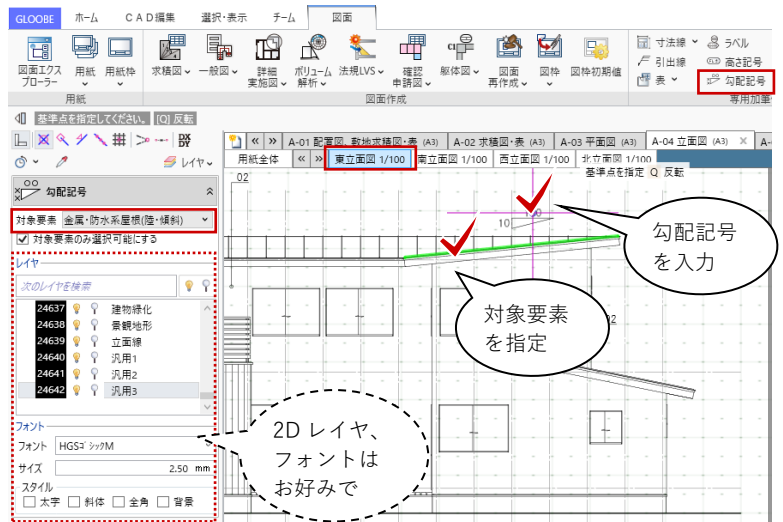 GLOOBE ホーム CAD編集 選択・表示 チーム 図面
図面エクス
プローラー
用紙
用紙枠
求積図
一般図
詳細
実施図
ボリューム
解析
法規LVS
確認
申請図
躯体図
図面
再作成
図枠
図枠初期値
寸法線
引出線
表
ラベル
高さ記号
勾配記号
用紙 図面作成 専用加筆
基準点を指定してください。 [Q] 反転
レイヤ
勾配記号
対象要素 金属・防水系屋根(陸・傾斜)
対象要素のみ選択可能にする
レイヤ
次のレイヤを検索
24637 建物緑化
24638 景観地形
24639 立面線
24640 汎用1
24641 汎用2
24642 汎用3
フォント
フォント HGSゴシックM
サイズ 2.50 mm
スタイル
太字 斜体 全角 背景
A-01 配置図、敷地求積図・表 (A3) A-02 求積図・表 (A3) A-03 平面図 (A3) A-04 立面図 (A3)
用紙全体 東立面図 1/100 南立面図 1/100 西立面図 1/100 北立面図 1/100
基準点を指定 Q 反転
02
10
勾配記号
を入力
対象要素
を指定
2Dレイヤ、
フォントは
お好みで